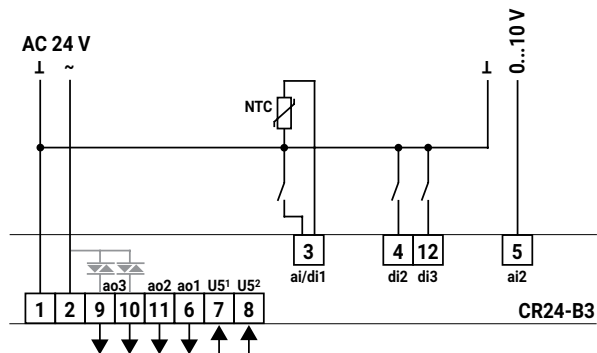 AC 24 V
⊥ ~ ⊥ 0...10 V
NTC
3 4 12 5
ai/di1 di2 di3 ai2
ao3 ao2 ao1 U5¹ U5²
1 2 9 10 11 6 7 8 CR24-B3